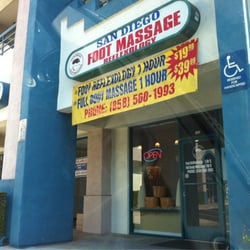 SAN DIEGO
FOOT MASSAGE
REFLEXOLOGY
FOOT REFLEXOLOGY 1 HOUR $19.99
FULL BODY MASSAGE 1 HOUR $39.99
PHONE: (858) 560-1993
OPEN